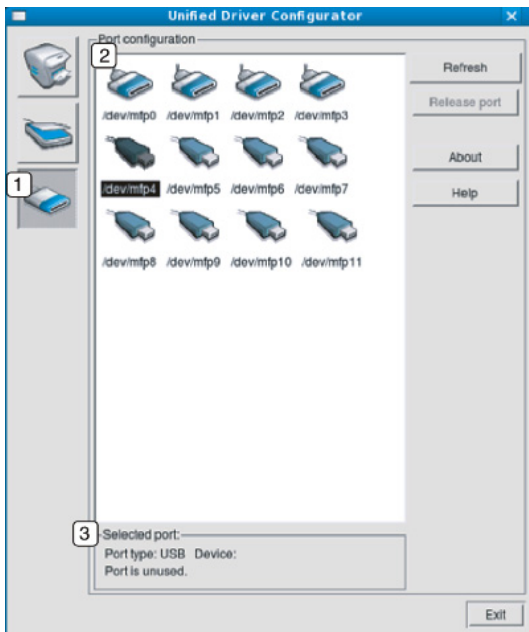 Unified Driver Configurator
Port configuration
2
/dev/mfp0 /dev/mfp1 /dev/mfp2 /dev/mfp3
/dev/mfp4 /dev/mfp5 /dev/mfp6 /dev/mfp7
/dev/mfp8 /dev/mfp9 /dev/mfp10 /dev/mfp11
Refresh
Release port
About
Help
1
3
Selected port:
Port type: USB Device:
Port is unused.
Exit